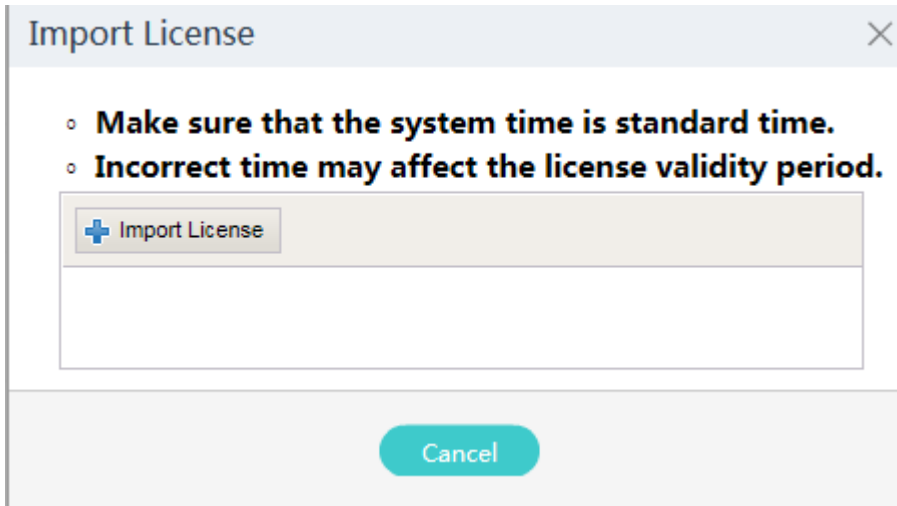 Import License
Make sure that the system time is standard time.
Incorrect time may affect the license validity period.
Import License
Cancel